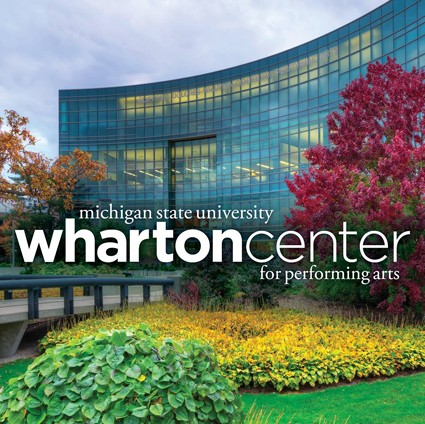 michigan state university
whartoncenter
for performing arts